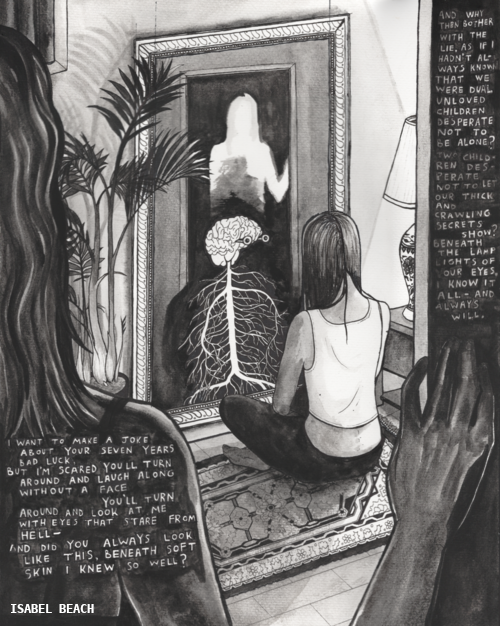 I WANT TO MAKE A JOKE
ABOUT YOUR SEVEN YEARS
BAD LUCK
BUT I'M SCARED YOU'LL TURN
AROUND AND LAUGH ALONG
WITHOUT A FACE
YOU'LL TURN
AROUND AND LOOK AT ME
WITH EYES THAT STARE FROM
HELL—
AND DID YOU ALWAYS LOOK
LIKE THIS, BENEATH SOFT
SKIN I KNEW SO WELL?
AND WHY
THEN BOTHER
WITH THE
LIE, AS IF I
HADN'T AL-
WAYS KNOWN
THAT WE
WERE DUAL
UNLOVED
CHILDREN
DESPERATE
NOT TO
BE ALONE?
TWO CHILD-
REN DES-
PERATE
NOT TO LET
OUR THICK
AND
CRAWLING
SECRETS
SHOW?
BENEATH
THE LAMP
LIGHTS OF
YOUR EYES,
I KNOW IT
ALL - AND
ALWAYS
WILL.
ISABEL BEACH